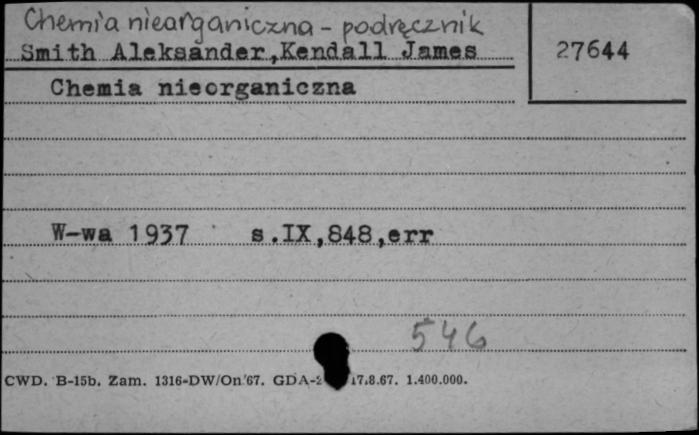 Chemia nieorganiczna - podręcznik
Smith Aleksander,Kendall James
27644
Chemia nieorganiczna
W-wa 1937 s.IX,848,err
546
CWD. B-15b. Zam. 1316-DW/On/67. GDA-2 17.8.67. 1.400.000.